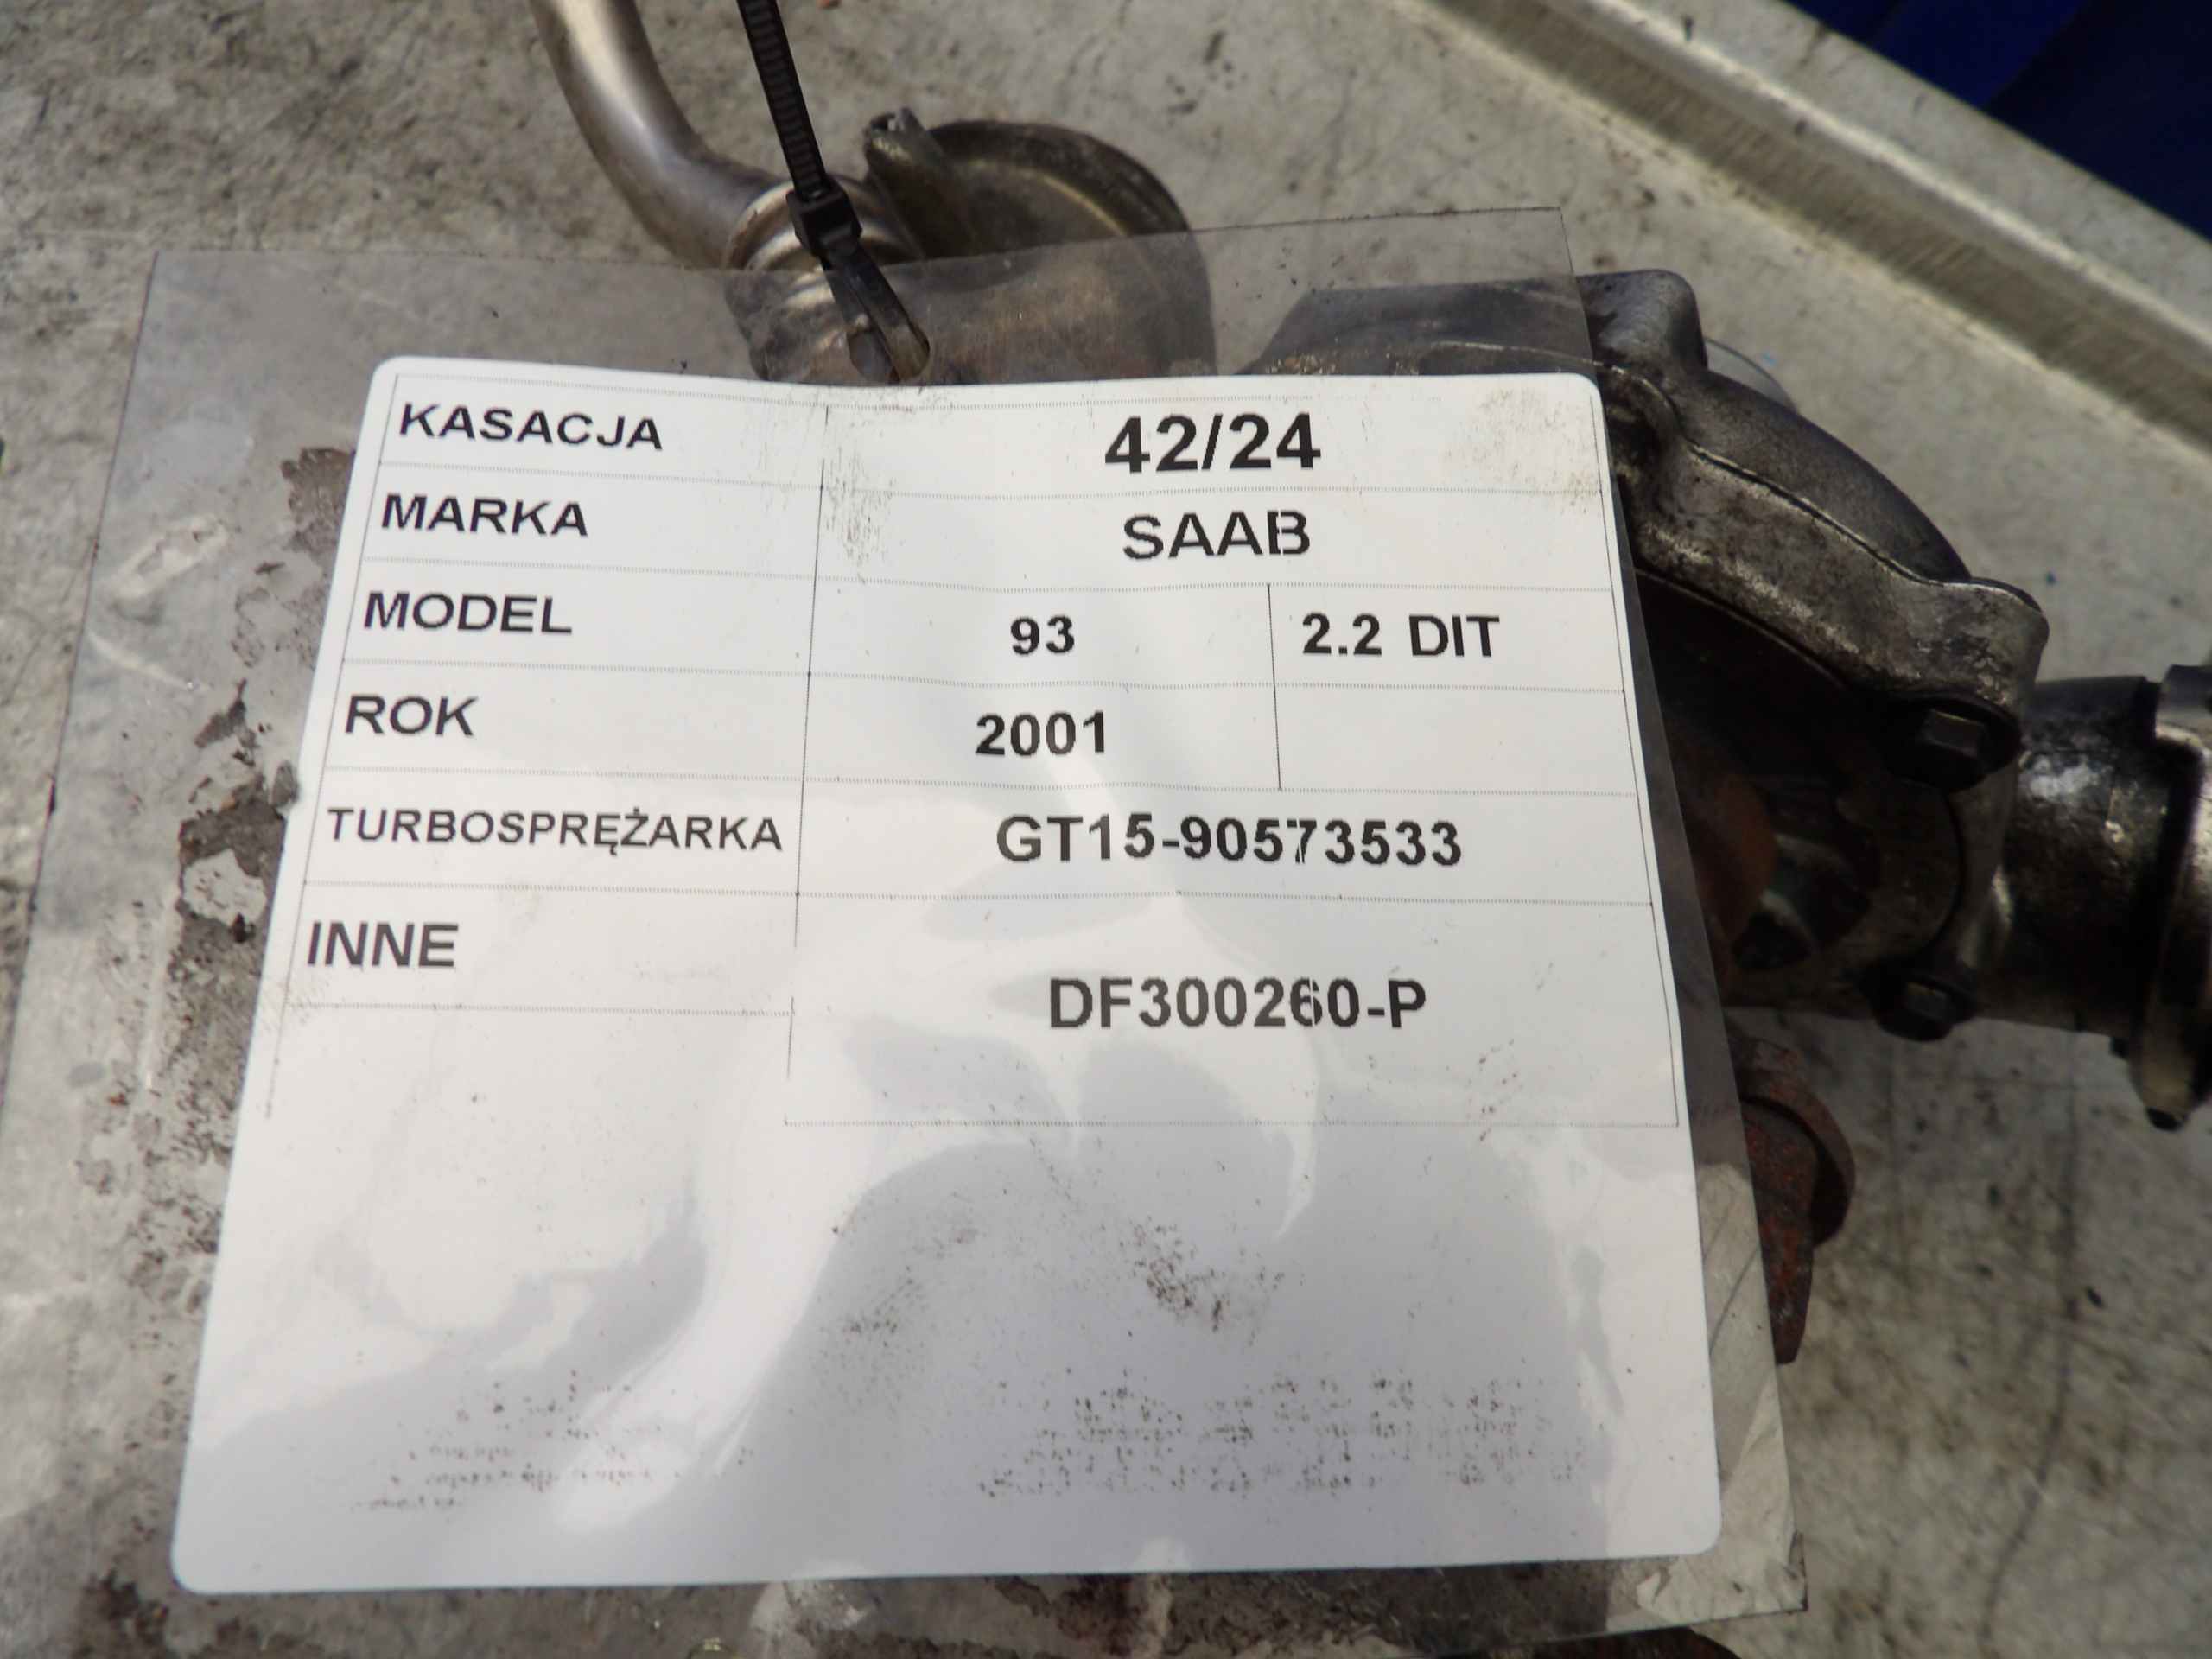 KASACJA 42/24
MARKA SAAB
MODEL 93 2.2 DIT
ROK 2001
TURBOSPRĘŻARKA GT15-90573533
INNE DF300260-P